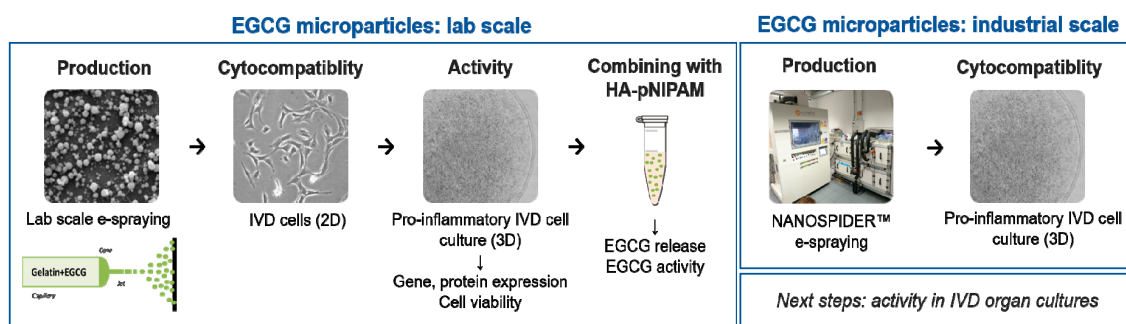 EGCG microparticles: lab scale
Production
Cytocompatiblity
Activity
Combining with
HA-pNIPAM
Lab scale e-spraying
IVD cells (2D)
Pro-inflammatory IVD cell
culture (3D)
Gene, protein expression
Cell viability
EGCG release
EGCG activity
Cone
Gelatin+EGCG
Jet
Capillary
EGCG microparticles: industrial scale
Production
Cytocompatiblity
NANOSPIDER™
e-spraying
Pro-inflammatory IVD cell
culture (3D)
Next steps: activity in IVD organ cultures